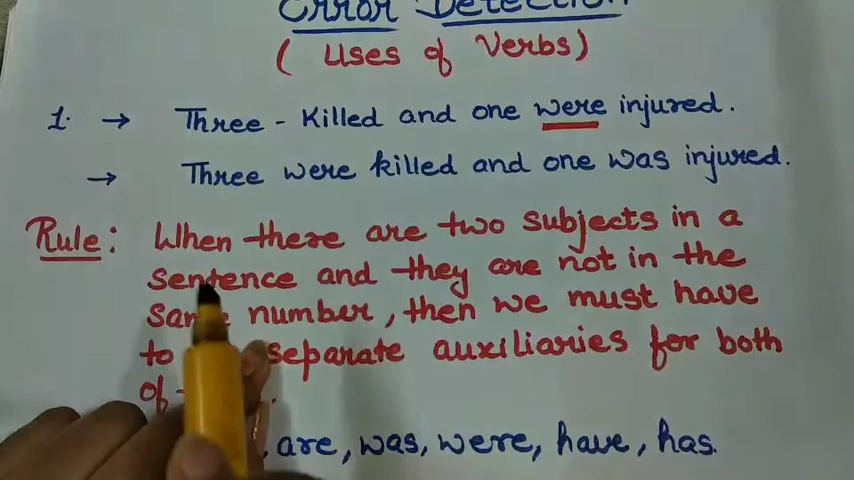 Error Detection
( Uses of Verbs)
1. → Three - Killed and one were injured.
→ Three were killed and one was injured.
Rule: When there are two subjects in a
sentence and they are not in the
number, then we must have
to separate auxiliaries for both
of
are, was, were, have, has.